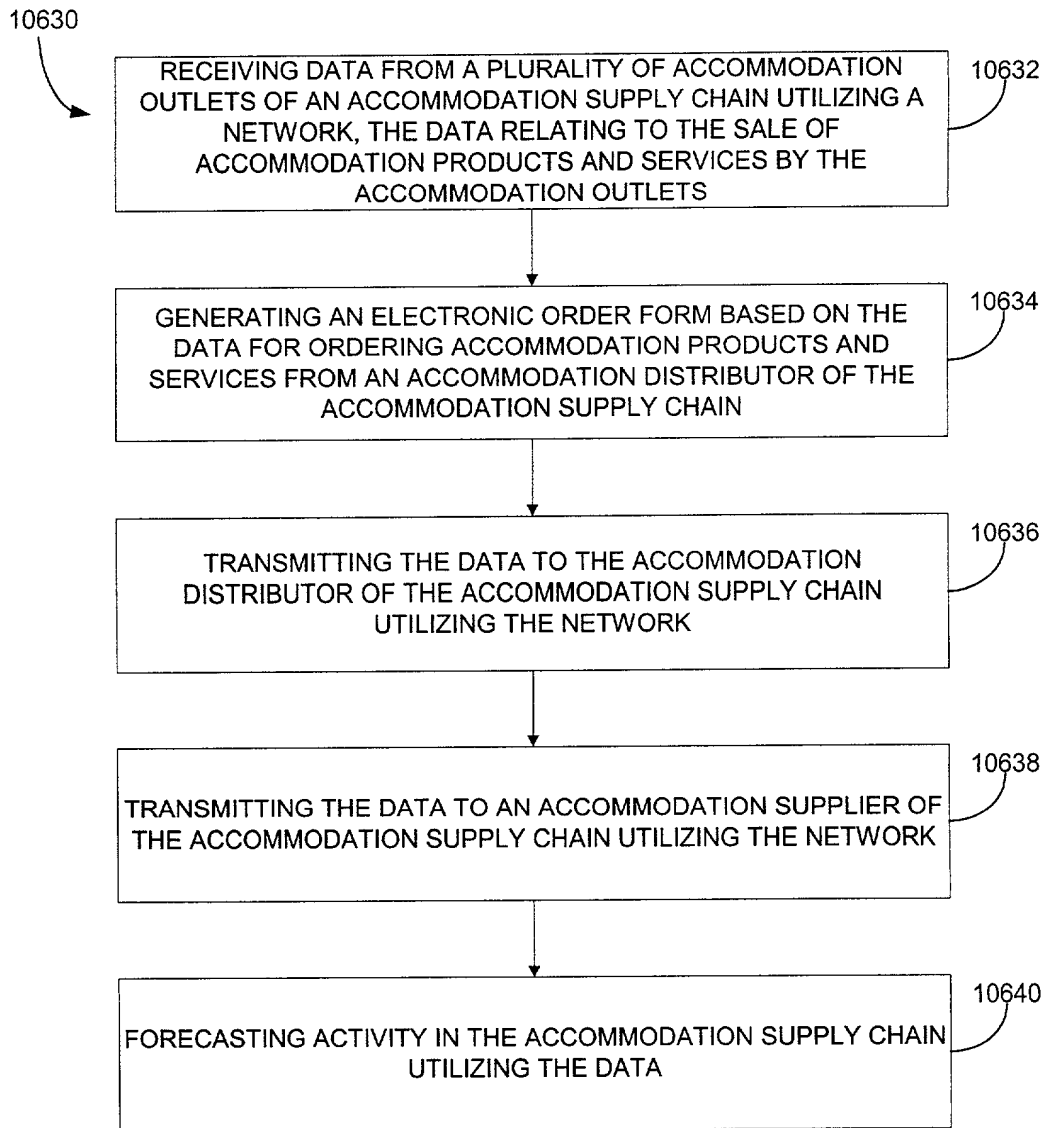 10630
RECEIVING DATA FROM A PLURALITY OF ACCOMMODATION
OUTLETS OF AN ACCOMMODATION SUPPLY CHAIN UTILIZING A
NETWORK, THE DATA RELATING TO THE SALE OF
ACCOMMODATION PRODUCTS AND SERVICES BY THE
ACCOMMODATION OUTLETS
10632
GENERATING AN ELECTRONIC ORDER FORM BASED ON THE
DATA FOR ORDERING ACCOMMODATION PRODUCTS AND
SERVICES FROM AN ACCOMMODATION DISTRIBUTOR OF THE
ACCOMMODATION SUPPLY CHAIN
10634
TRANSMITTING THE DATA TO THE ACCOMMODATION
DISTRIBUTOR OF THE ACCOMMODATION SUPPLY CHAIN
UTILIZING THE NETWORK
10636
TRANSMITTING THE DATA TO AN ACCOMMODATION SUPPLIER OF
THE ACCOMMODATION SUPPLY CHAIN UTILIZING THE NETWORK
10638
FORECASTING ACTIVITY IN THE ACCOMMODATION SUPPLY CHAIN
UTILIZING THE DATA
10640